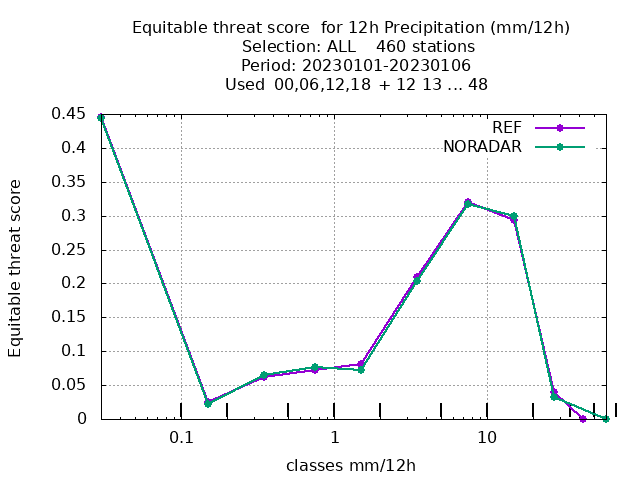 Equitable threat score  for 12h Precipitation (mm/12h)
Selection: ALL    460 stations
Period: 20230101-20230106
Used  00,06,12,18  + 12 13 ... 48
REF
NORADAR
Equitable threat score
0.45
0.4
0.35
0.3
0.25
0.2
0.15
0.1
0.05
0
0.1 1 10
classes mm/12h